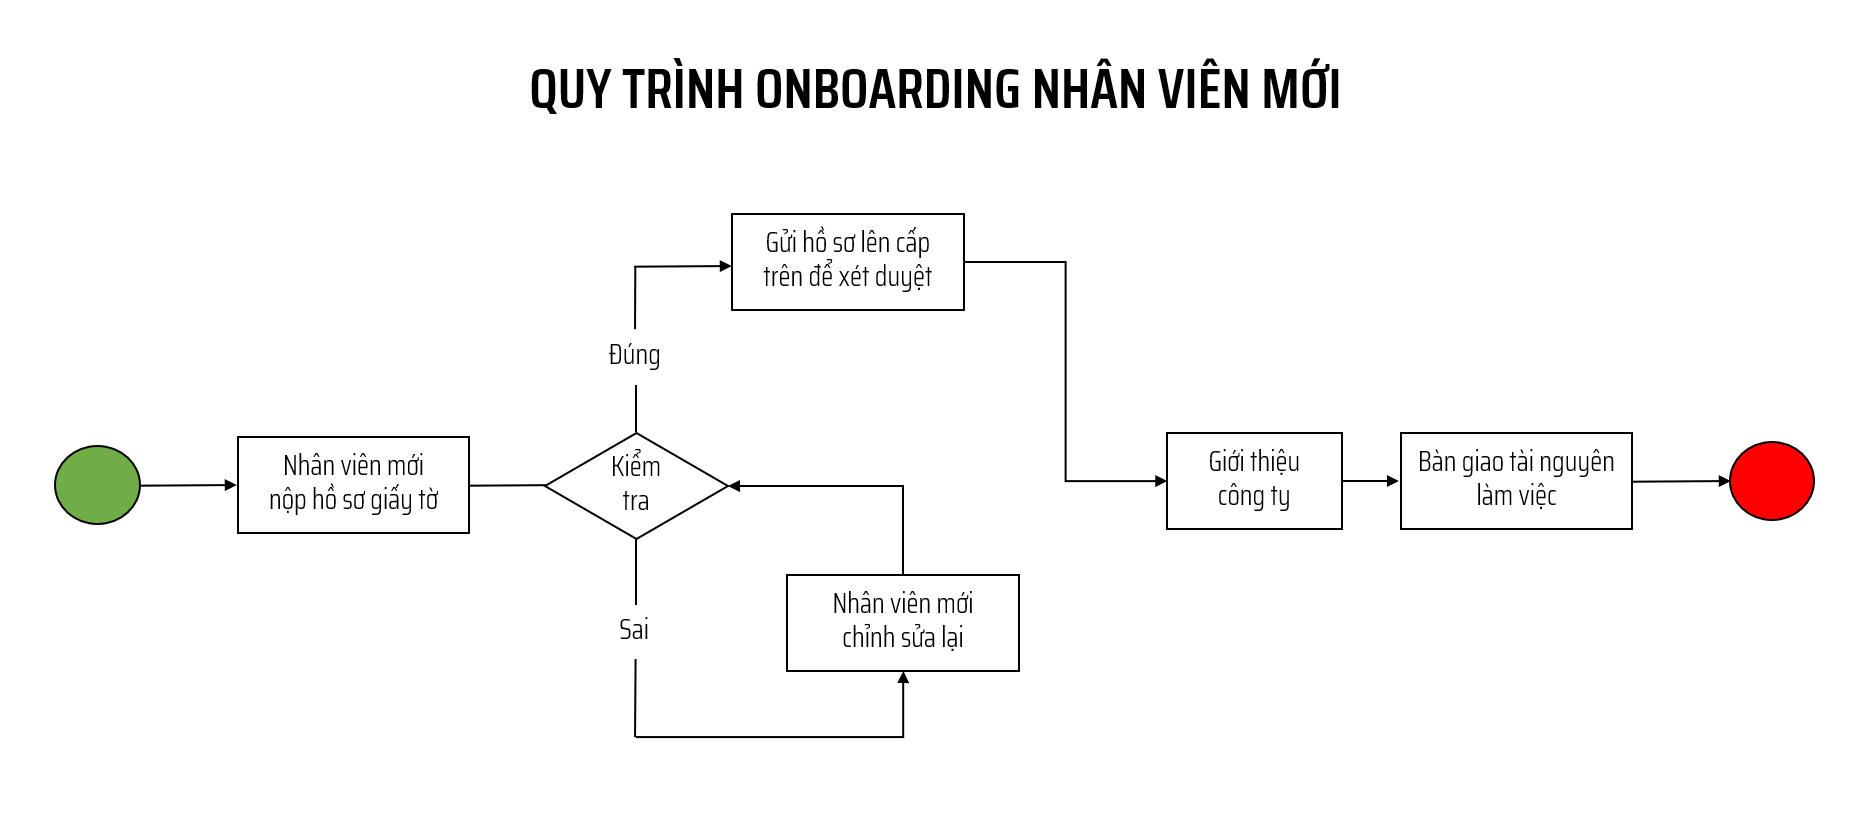 QUY TRÌNH ONBOARDING NHÂN VIÊN MỚI
Gửi hồ sơ lên cấp
trên để xét duyệt
Đúng
Nhân viên mới
nộp hồ sơ giấy tờ
Kiểm
tra
Giới thiệu
công ty
Bàn giao tài nguyên
làm việc
Sai
Nhân viên mới
chỉnh sửa lại